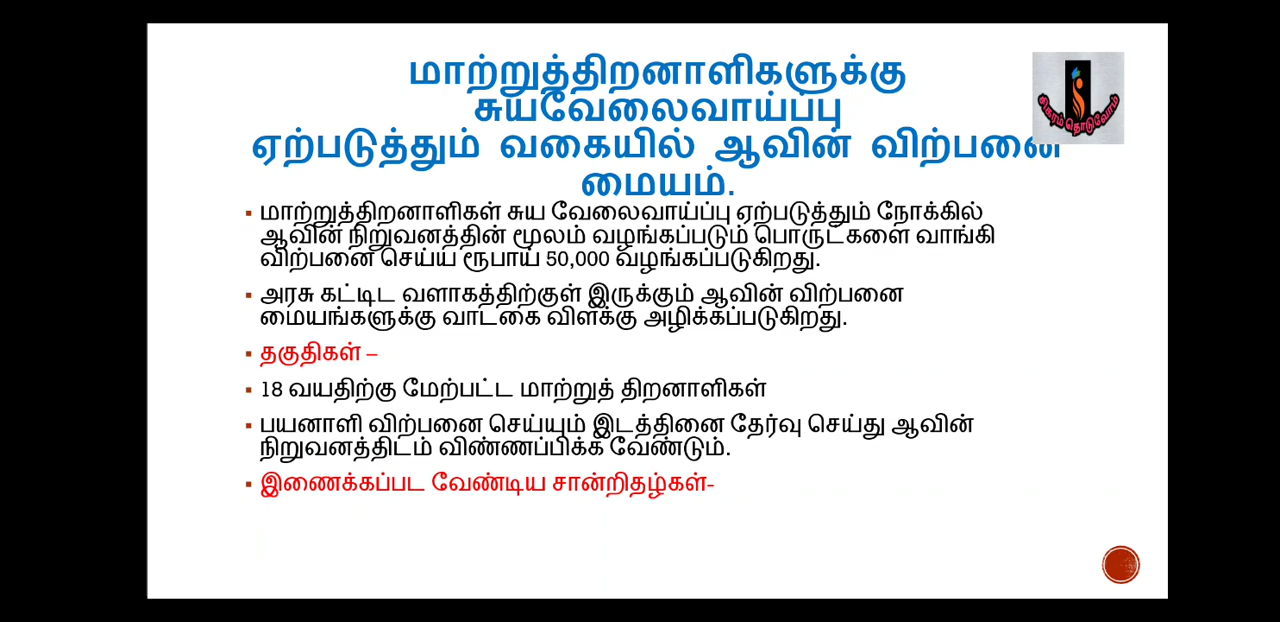 மாற்றுத்திறனாளிகளுக்கு
சுயவேலைவாய்ப்பு
ஏற்படுத்தும் வகையில் ஆவின் விற்பனை
மையம்.
சிகரம் தொடுவோம்
▪ மாற்றுத்திறனாளிகள் சுய வேலைவாய்ப்பு ஏற்படுத்தும் நோக்கில்
ஆவின் நிறுவனத்தின் மூலம் வழங்கப்படும் பொருட்களை வாங்கி
விற்பனை செய்ய ரூபாய் 50,000 வழங்கப்படுகிறது.
▪ அரசு கட்டிட வளாகத்திற்குள் இருக்கும் ஆவின் விற்பனை
மையங்களுக்கு வாடகை விளக்கு அழிக்கப்படுகிறது.
▪ தகுதிகள் –
▪ 18 வயதிற்கு மேற்பட்ட மாற்றுத் திறனாளிகள்
▪ பயனாளி விற்பனை செய்யும் இடத்தினை தேர்வு செய்து ஆவின்
நிறுவனத்திடம் விண்ணப்பிக்க வேண்டும்.
▪ இணைக்கப்பட வேண்டிய சான்றிதழ்கள்-